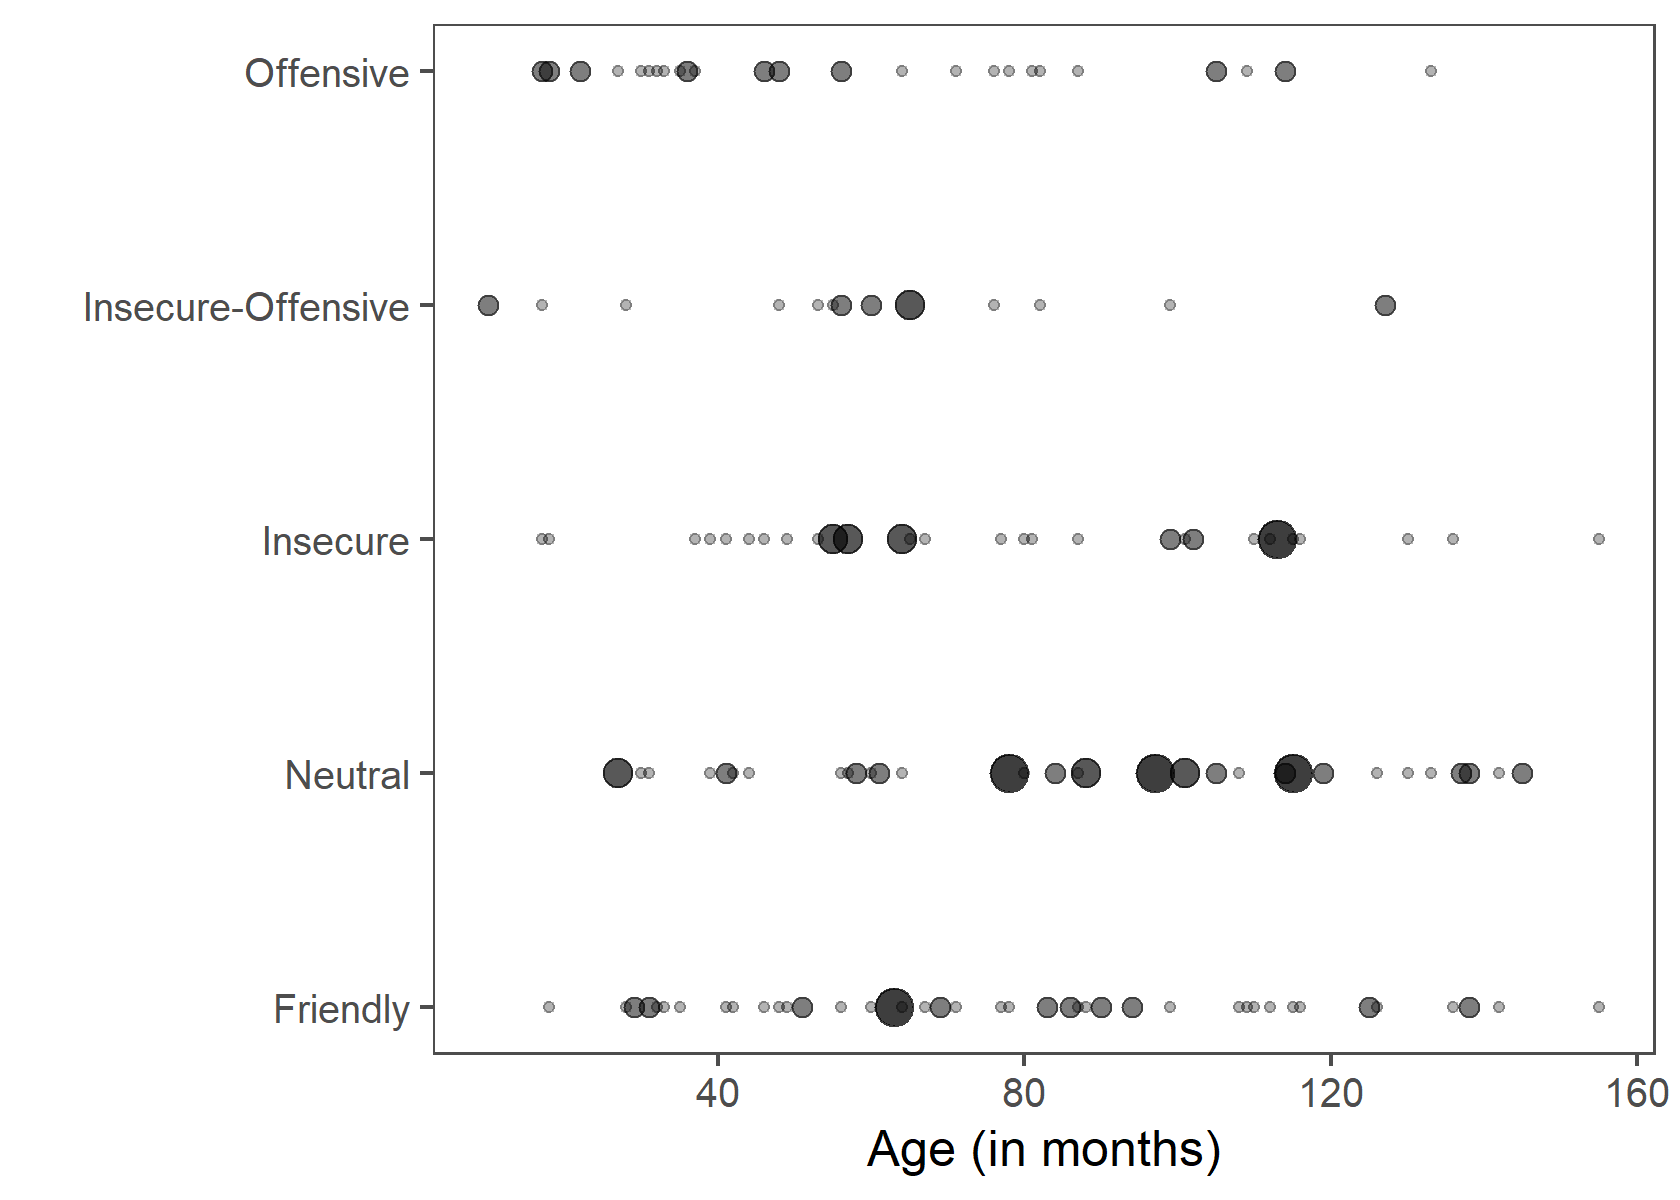 Offensive
Insecure-Offensive
Insecure
Neutral
Friendly
40 80 120 160
Age (in months)